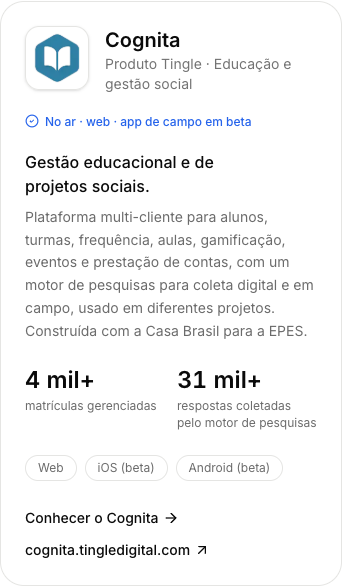 Cognita
Produto Tingle · Educação e
gestão social
No ar · web · app de campo em beta
Gestão educacional e de
projetos sociais.
Plataforma multi-cliente para alunos,
turmas, frequência, aulas, gamificação,
eventos e prestação de contas, com um
motor de pesquisas para coleta digital e em
campo, usado em diferentes projetos.
Construída com a Casa Brasil para a EPES.
4 mil+
matrículas gerenciadas
31 mil+
respostas coletadas
pelo motor de pesquisas
Web
iOS (beta)
Android (beta)
Conhecer o Cognita →
cognita.tingledigital.com ↗